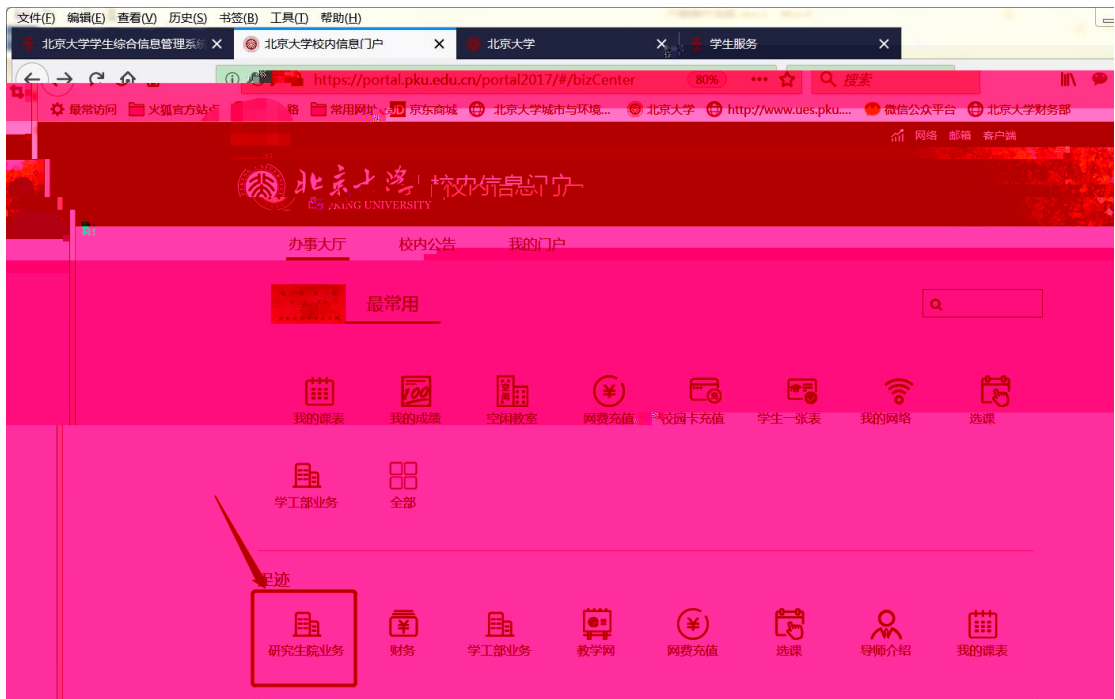 文件(F) 编辑(E) 查看(V) 历史(S) 书签(B) 工具(T) 帮助(H)
北京大学学生综合信息管理系统 × 北京大学校内信息门户 × 北京大学 × 学生服务 ×
https://portal.pku.edu.cn/portal2017/#/bizCenter 80% ••• 搜索
最常访问 火狐官方站点 常用网址 JD 京东商城 北京大学城市与环境... 北京大学 http://www.ues.pku.... 微信公众平台 北京大学财务部
网络 邮箱 客户端
北京大学 校内信息门户
UNIVERSITY
办事大厅 校内公告 我的门户
最常用
我的课表 我的成绩 空闲教室 网费充值 校园卡充值 学生一张表 我的网络 选课
学工部业务 全部
足迹
研究生院业务 财务 学工部业务 教学网 网费充值 选课 导师介绍 我的课表